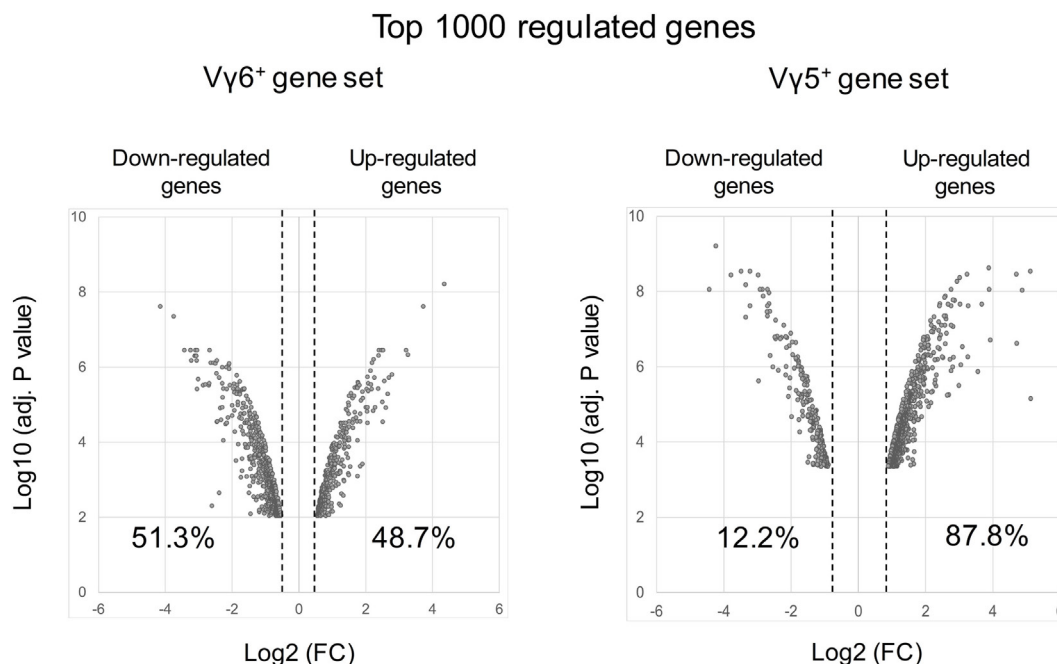 Top 1000 regulated genes
Vγ6⁺ gene set
Vγ5⁺ gene set
Down-regulated
genes
Up-regulated
genes
Down-regulated
genes
Up-regulated
genes
Log10 (adj. P value)
10
8
6
4
2
0
51.3%
48.7%
-6
-4
-2
0
2
4
6
Log2 (FC)
Log10 (adj. P value)
10
8
6
4
2
0
12.2%
87.8%
-6
-4
-2
0
2
4
6
Log2 (FC)